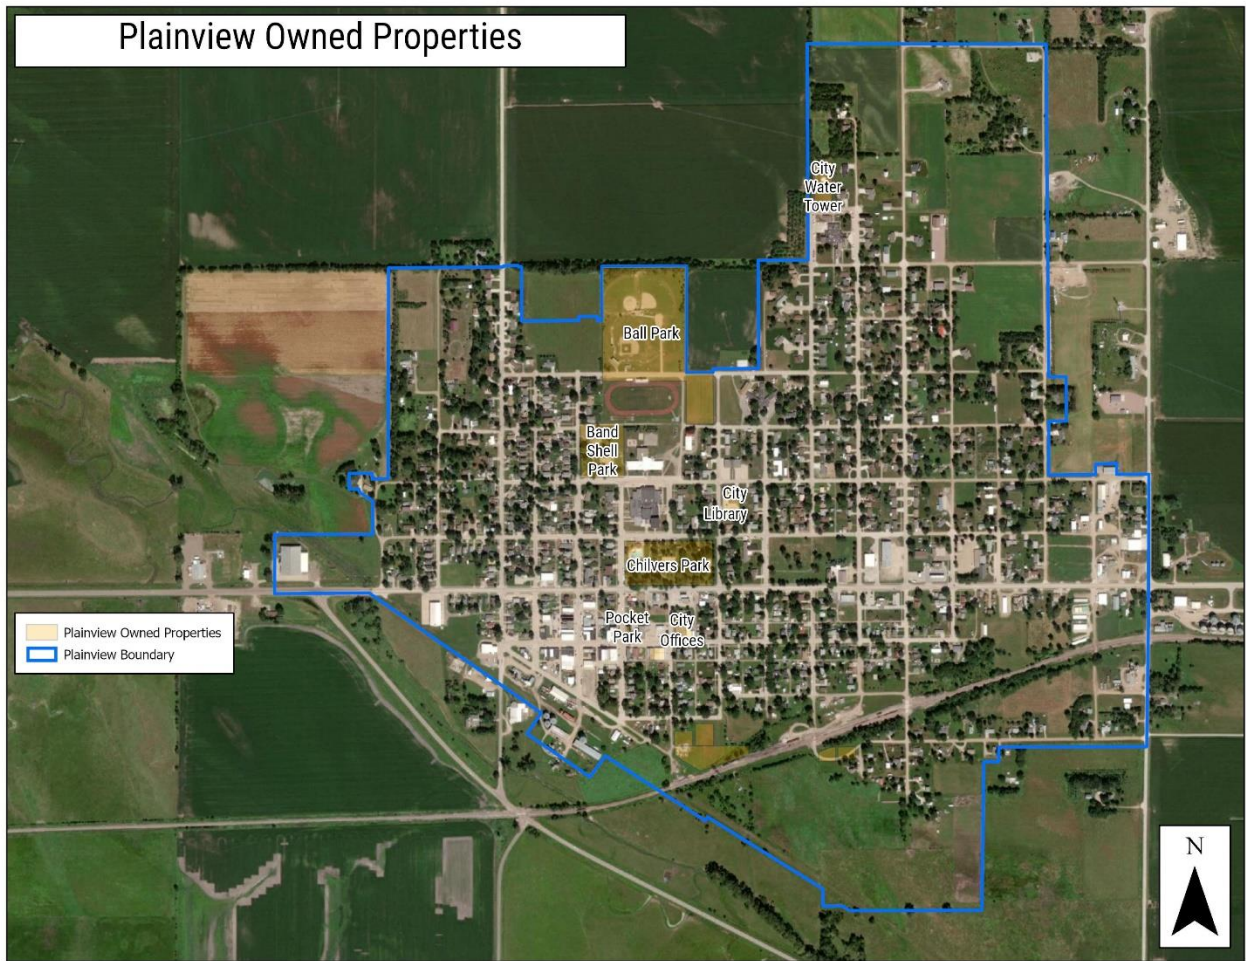 Plainview Owned Properties
City
Water
Tower
Ball Park
Band
Shell
Park
City
Library
Chilvers Park
Pocket
Park
City
Offices
Plainview Owned Properties
Plainview Boundary
N